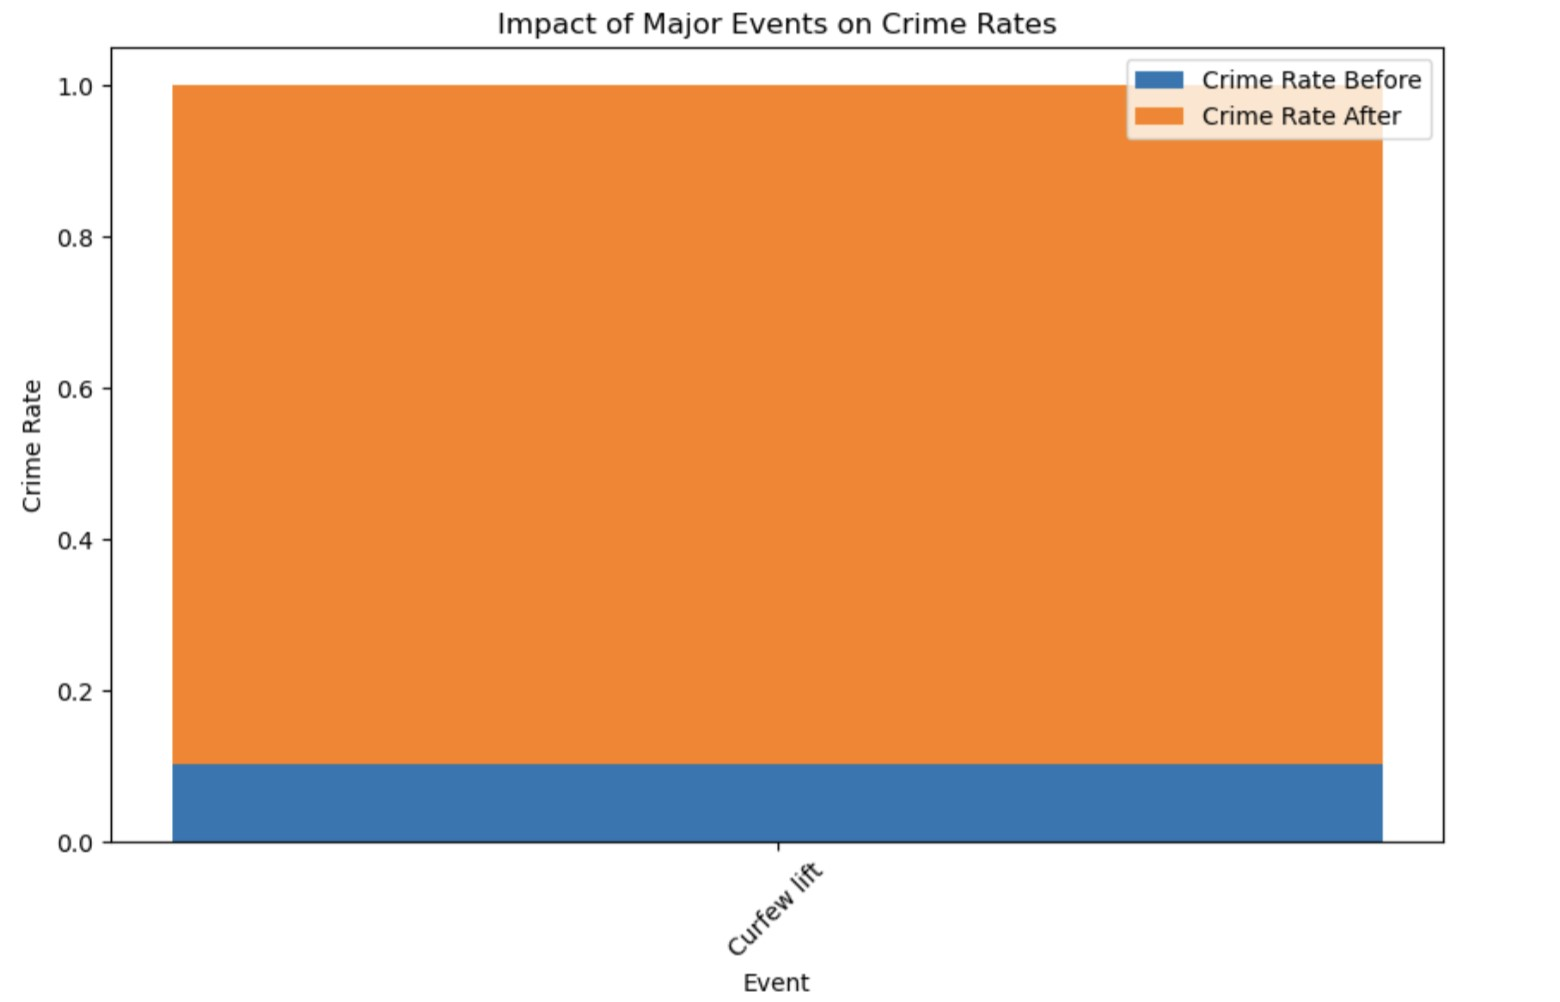 Impact of Major Events on Crime Rates
Crime Rate Before
Crime Rate After
1.0
0.8
0.6
0.4
0.2
0.0
Crime Rate
Curfew lift
Event